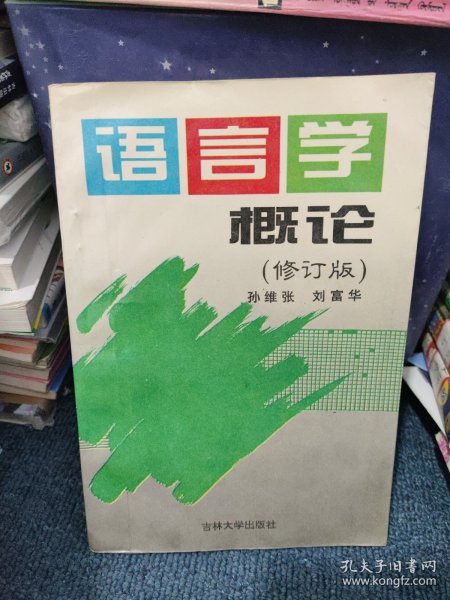 语言学
概论
(修订版)
孙维张 刘富华
吉林大学出版社
孔夫子旧书网
www.kongfz.com